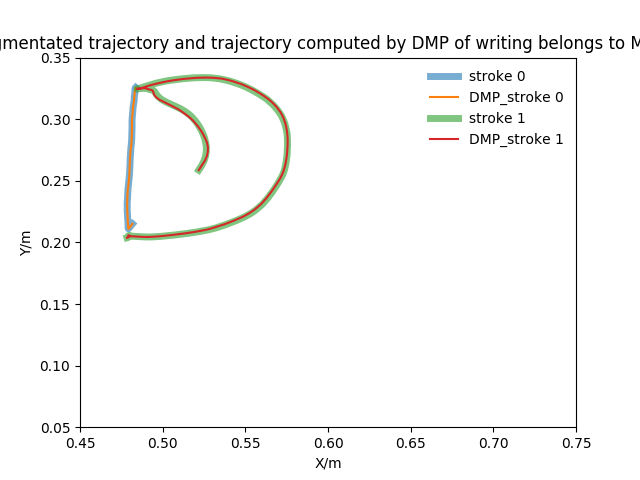 gmentated trajectory and trajectory computed by DMP of writing belongs to M
0.35
0.30
0.25
0.20
0.15
0.10
0.05
Y/m
0.45 0.50 0.55 0.60 0.65 0.70 0.75
X/m
stroke 0
DMP_stroke 0
stroke 1
DMP_stroke 1
D